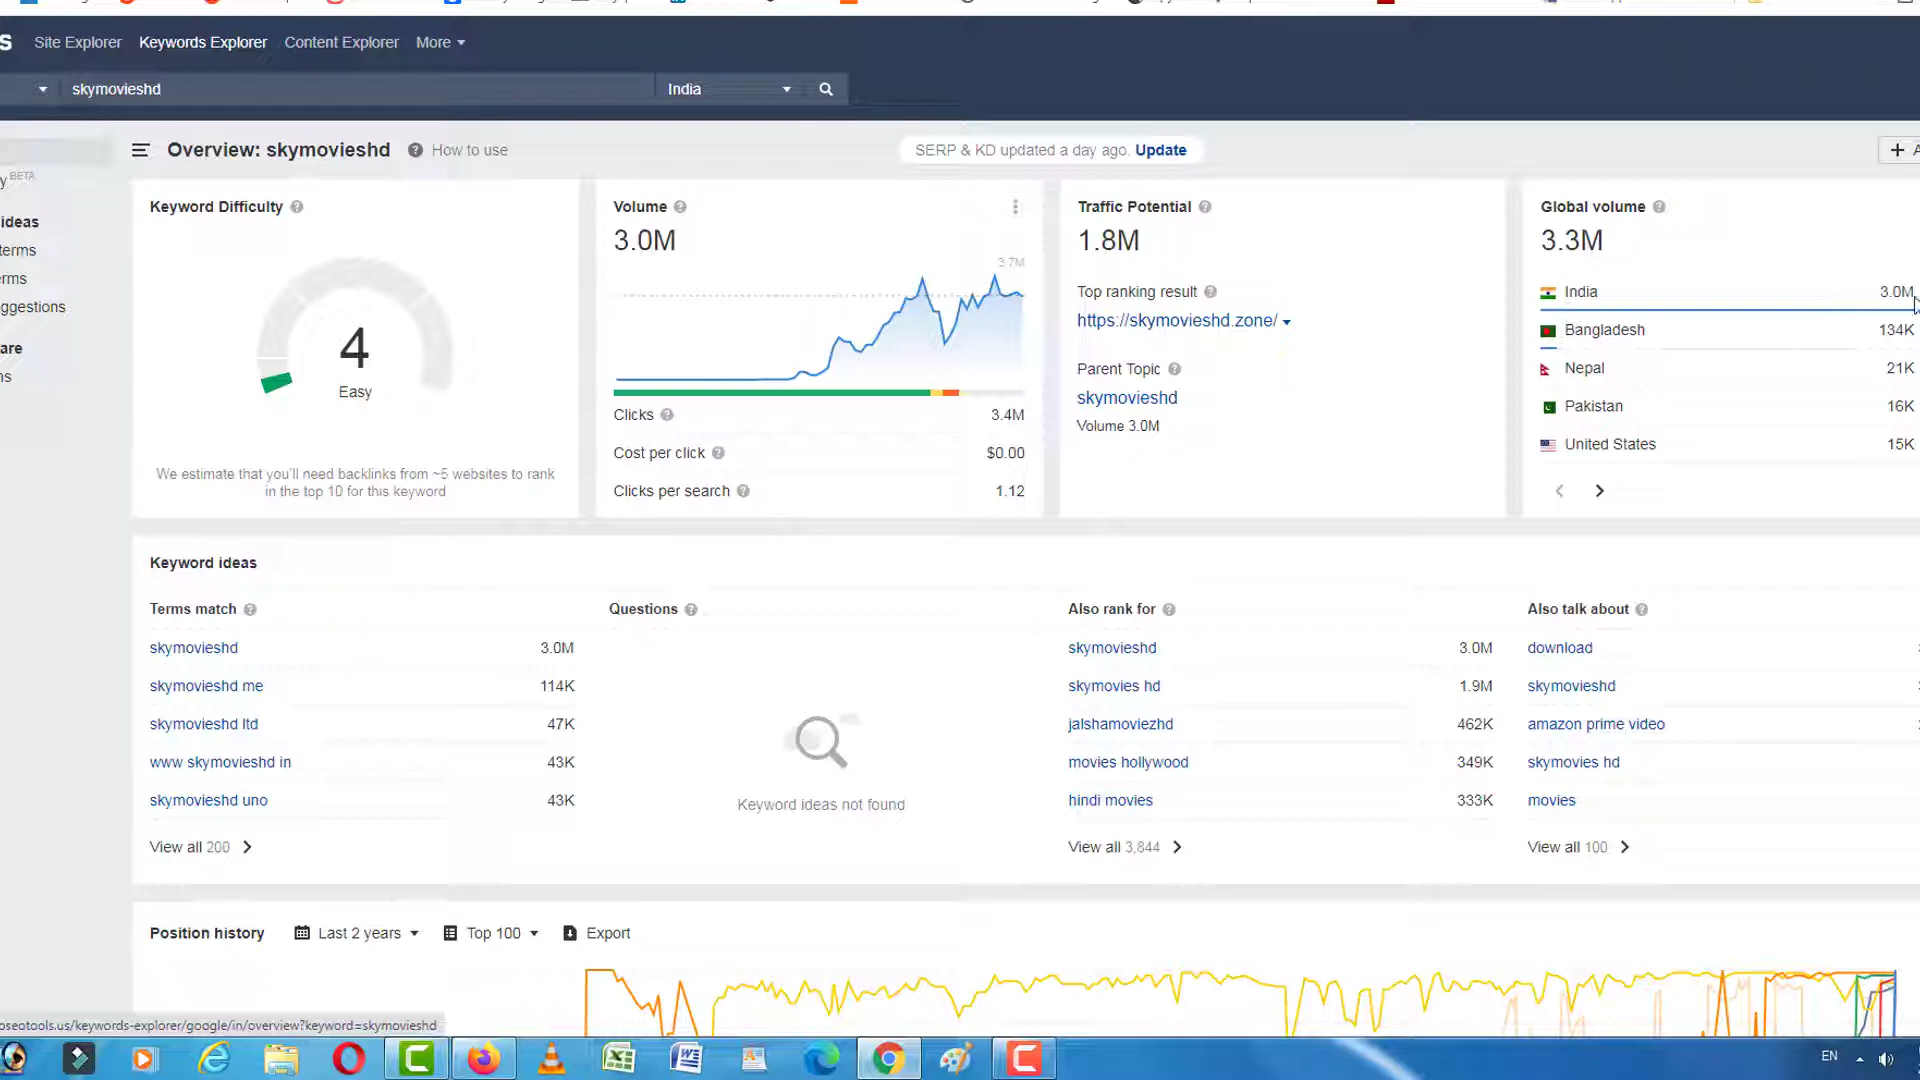 s Site Explorer Keywords Explorer Content Explorer More
skymovieshd India
Overview: skymovieshd How to use SERP & KD updated a day ago. Update
y BETA
ideas
terms
rms
ggestions
are
ns
Keyword Difficulty
4
Easy
We estimate that you'll need backlinks from ~5 websites to rank
in the top 10 for this keyword
Volume
3.0M
3.7M
Clicks 3.4M
Cost per click $0.00
Clicks per search 1.12
Traffic Potential
1.8M
Top ranking result
https://skymovieshd.zone/
Parent Topic
skymovieshd
Volume 3.0M
Global volume
3.3M
India 3.0M
Bangladesh 134K
Nepal 21K
Pakistan 16K
United States 15K
Keyword ideas
Terms match
skymovieshd 3.0M
skymovieshd me 114K
skymovieshd ltd 47K
www skymovieshd in 43K
skymovieshd uno 43K
View all 200
Questions
Keyword ideas not found
Also rank for
skymovieshd 3.0M
skymovies hd 1.9M
jalshamoviezhd 462K
movies hollywood 349K
hindi movies 333K
View all 3,844
Also talk about
download
skymovieshd
amazon prime video
skymovies hd
movies
View all 100
Position history Last 2 years Top 100 Export
oseotools.us/keywords-explorer/google/in/overview?keyword=skymovieshd
EN